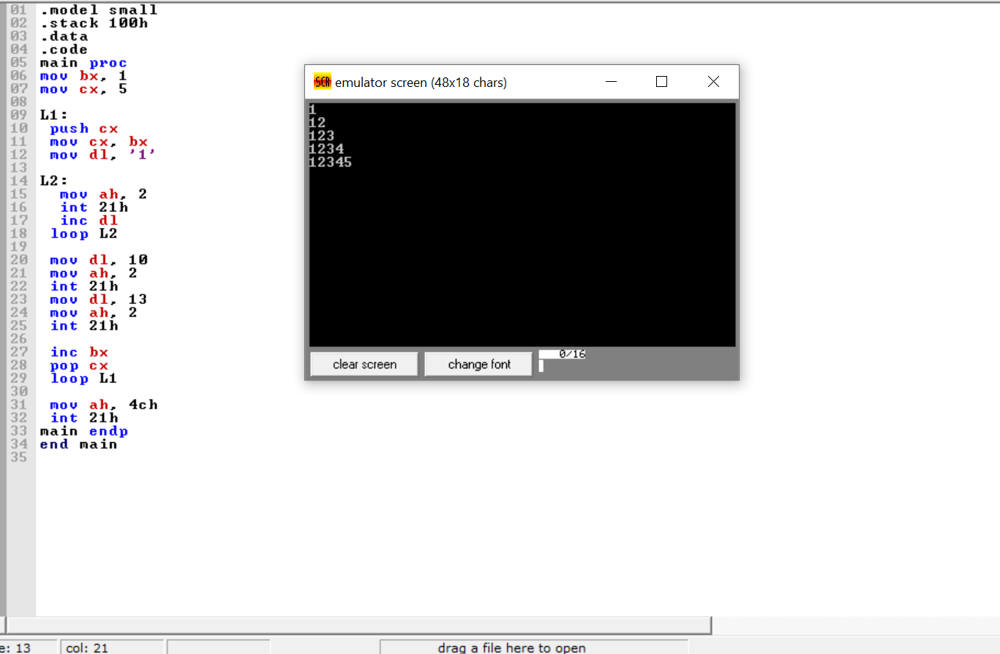 01 .model small
02 .stack 100h
03 .data
04 .code
05 main proc
06 mov bx, 1
07 mov cx, 5
08
09 L1:
10 push cx
11 mov cx, bx
12 mov dl, '1'
13
14 L2:
15 mov ah, 2
16 int 21h
17 inc dl
18 loop L2
19
20 mov dl, 10
21 mov ah, 2
22 int 21h
23 mov dl, 13
24 mov ah, 2
25 int 21h
26
27 inc bx
28 pop cx
29 loop L1
30
31 mov ah, 4ch
32 int 21h
33 main endp
34 end main
35
SCR emulator screen (48x18 chars)
1
12
123
1234
12345
clear screen change font 0/16
e: 13 col: 21 drag a file here to open